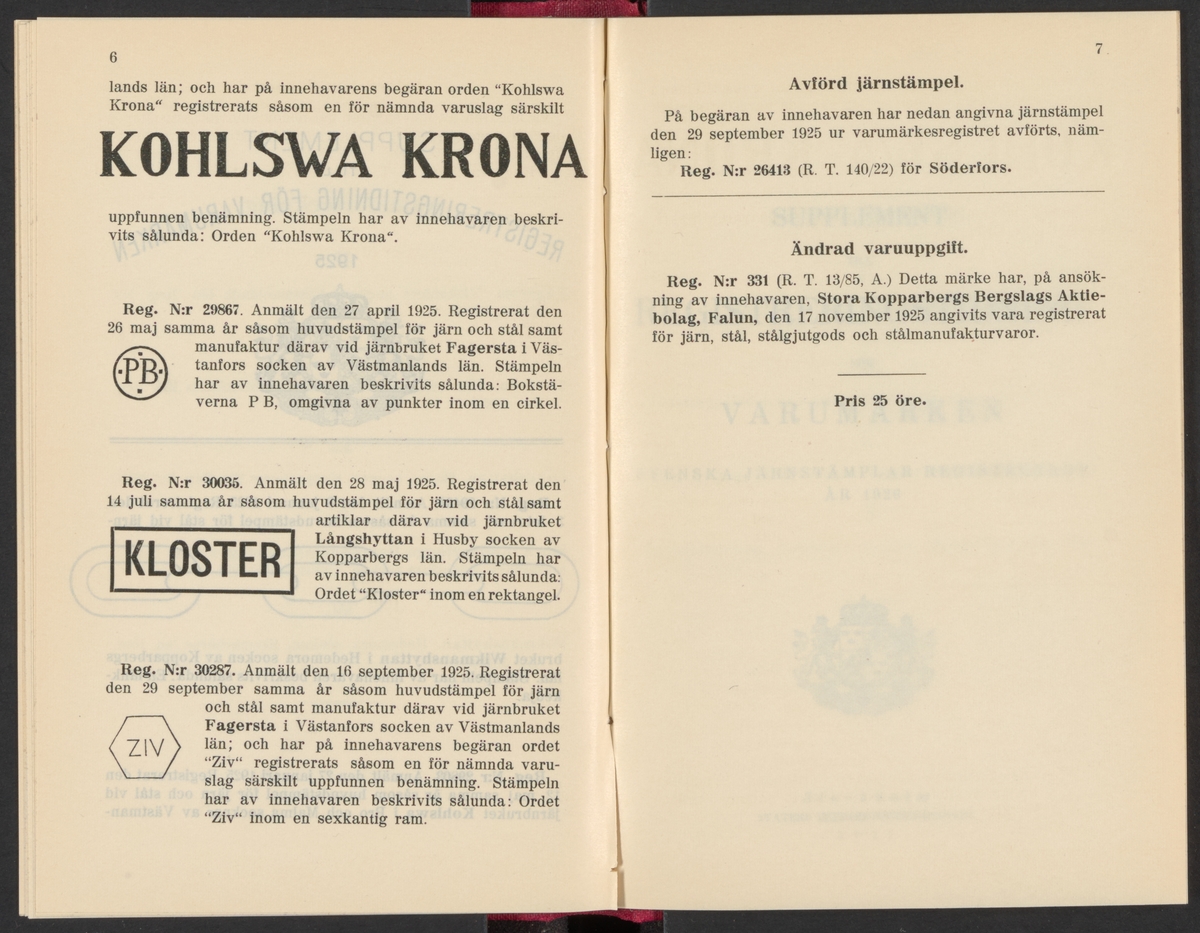 6
lands län; och har på innehavarens begäran orden “Kohlswa
Krona“ registrerats såsom en för nämnda varuslag särskilt
KOHLSWA KRONA
uppfunnen benämning. Stämpeln har av innehavaren beskri-
vits sålunda: Orden “Kohlswa Krona“.
Reg. N:r 29867. Anmält den 27 april 1925. Registrerat den
26 maj samma år såsom huvudstämpel för järn och stål samt
manufaktur därav vid järnbruket Fagersta i Väs-
tanfors socken av Västmanlands län. Stämpeln
har av innehavaren beskrivits sålunda: Bokstä-
verna P B, omgivna av punkter inom en cirkel.
·PB·
Reg. N:r 30035. Anmält den 28 maj 1925. Registrerat den
14 juli samma år såsom huvudstämpel för järn och stål samt
artiklar därav vid järnbruket
Långshyttan i Husby socken av
Kopparbergs län. Stämpeln har
av innehavaren beskrivits sålunda:
Ordet “Kloster“ inom en rektangel.
KLOSTER
Reg. N:r 30287. Anmält den 16 september 1925. Registrerat
den 29 september samma år såsom huvudstämpel för järn
och stål samt manufaktur därav vid järnbruket
Fagersta i Västanfors socken av Västmanlands
län; och har på innehavarens begäran ordet
“Ziv“ registrerats såsom en för nämnda varu-
slag särskilt uppfunnen benämning. Stämpeln
har av innehavaren beskrivits sålunda: Ordet
“Ziv“ inom en sexkantig ram.
ZIV
7
Avförd järnstämpel.
På begäran av innehavaren har nedan angivna järnstämpel
den 29 september 1925 ur varumärkesregistret avförts, näm-
ligen:
Reg. N:r 26413 (R. T. 140/22) för Söderfors.
Ändrad varuuppgift.
Reg. N:r 331 (R. T. 13/85, A.) Detta märke har, på ansök-
ning av innehavaren, Stora Kopparbergs Bergslags Aktie-
bolag, Falun, den 17 november 1925 angivits vara registrerat
för järn, stål, stålgjutgods och stålmanufakturvaror.
Pris 25 öre.